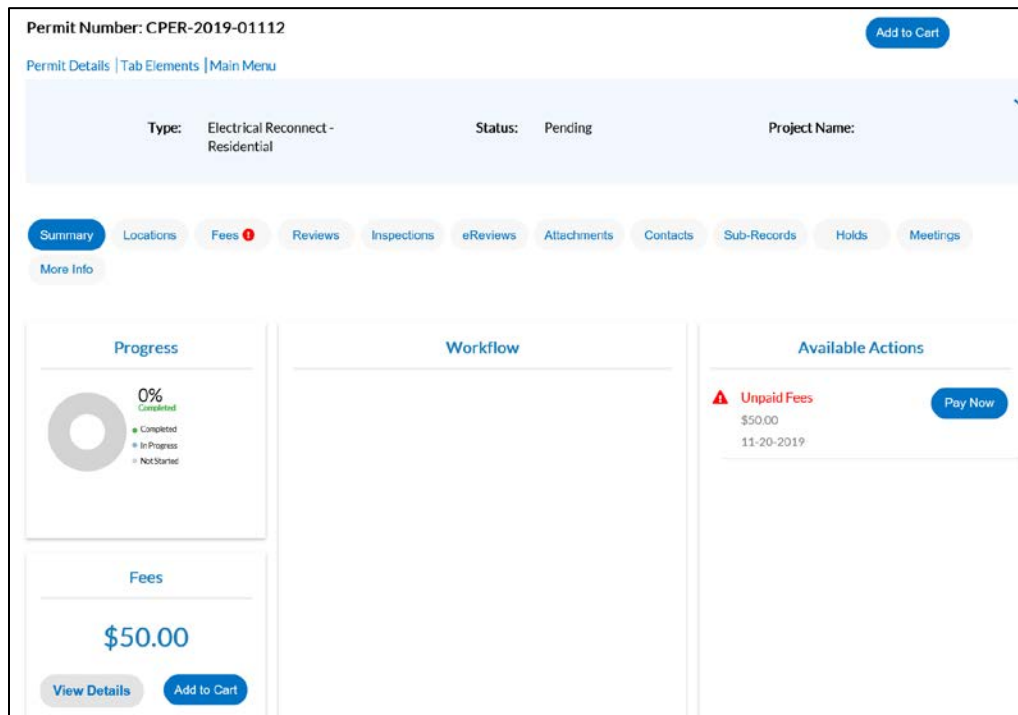 Permit Number: CPER-2019-01112
Add to Cart
Permit Details | Tab Elements | Main Menu
Type: Electrical Reconnect - Residential
Status: Pending
Project Name:
Summary Locations Fees Reviews Inspections eReviews Attachments Contacts Sub-Records Holds Meetings
More Info
Progress
0%
Completed
Completed
In Progress
Not Started
Workflow
Available Actions
Unpaid Fees
$50.00
11-20-2019
Pay Now
Fees
$50.00
View Details Add to Cart